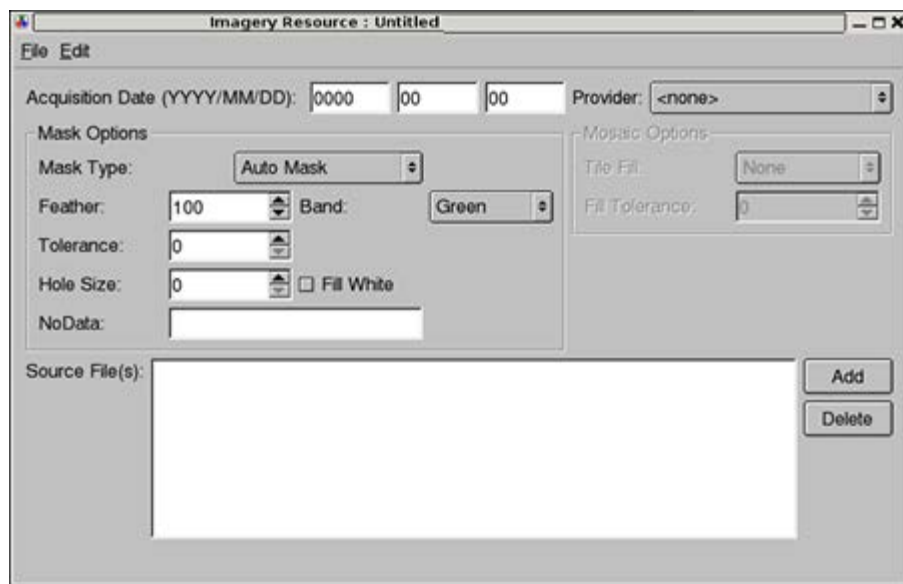 Imagery Resource : Untitled
File Edit
Acquisition Date (YYYY/MM/DD): 0000 00 00 Provider: <none>
Mask Options
Mosaic Options
Mask Type: Auto Mask
Tile Fill: None
Feather: 100 Band: Green
Fill Tolerance: 0
Tolerance: 0
Hole Size: 0 Fill White
NoData:
Source File(s):
Add
Delete